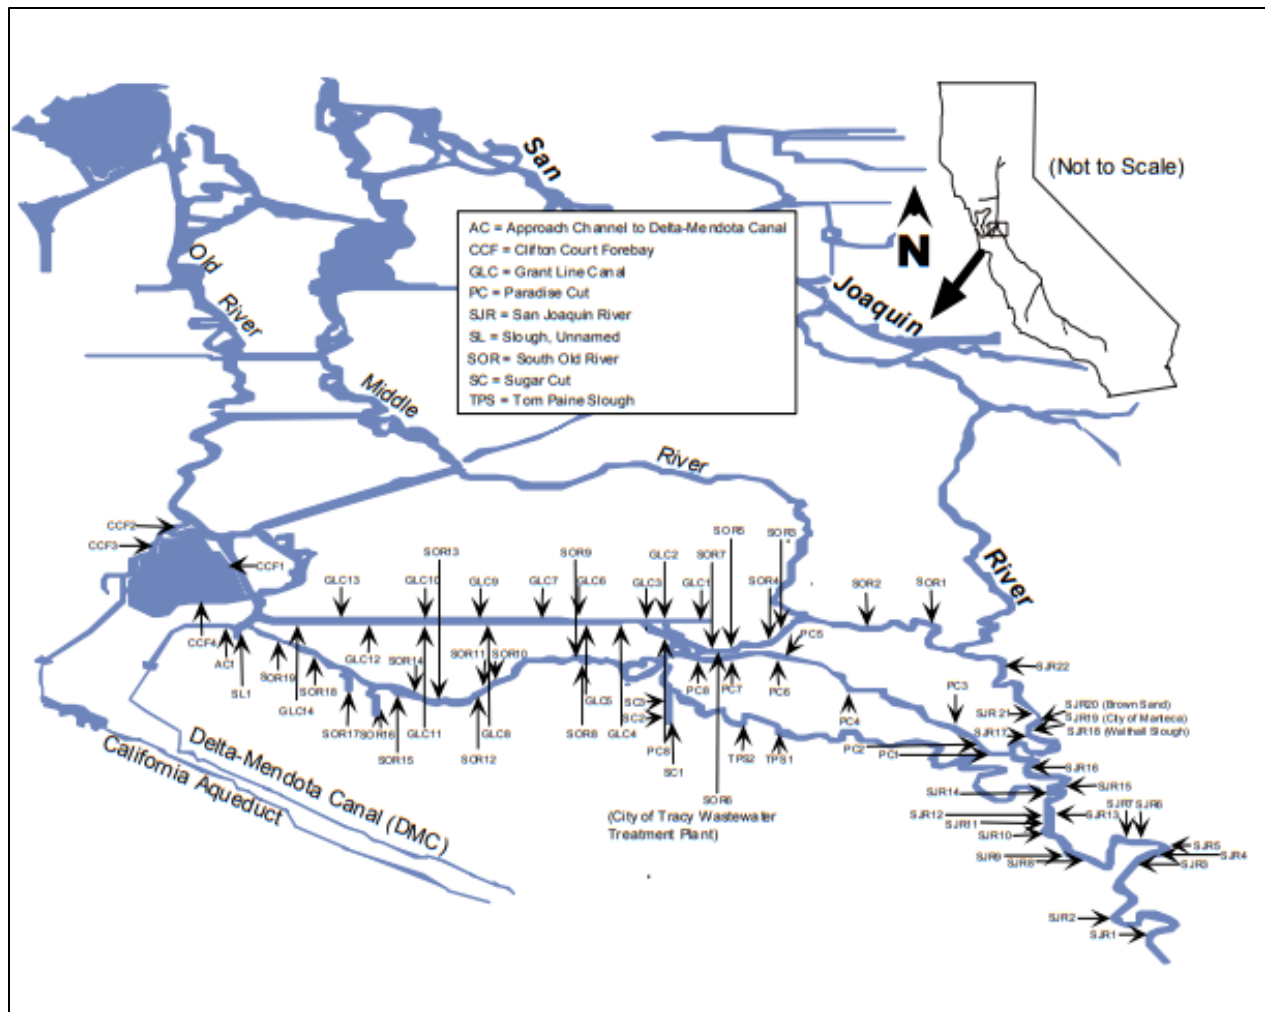 San
(Not to Scale)
N
AC = Approach Channel to Delta-Mendota Canal
CCF = Clifton Court Forebay
GLC = Grant Line Canal
PC = Paradise Cut
SJR = San Joaquin River
SL = Slough, Unnamed
SOR = South Old River
SC = Sugar Cut
TPS = Tom Paine Slough
Old
River
Joaquin
Middle
River
River
CCF2
CCF3
CCF1
CCF4
AC1
SL1
SOR13
SOR9
SOR5
SOR3
GLC2
SOR7
GLC13
GLC10
GLC9
GLC7
GLC6
GLC3
GLC1
SOR4
SOR2
SOR1
PC5
SOR19
GLC12
SOR14
SOR11
SOR10
PC8
PC7
PC6
SJR22
SOR18
GLC14
SOR17
SOR16
SOR15
GLC11
SOR12
GLC8
SOR8
GLC5
GLC4
SC3
SC2
PC8
SC1
TPS2
TPS1
PC4
PC3
PC2
PC1
SOR6
(City of Tracy Wastewater
Treatment Plant)
SJR20 (Brown Sand)
SJR21
SJR19 (City of Manteca)
SJR17
SJR18 (Walthall Slough)
SJR16
SJR14
SJR15
SJR12
SJR13
SJR7
SJR6
SJR11
SJR10
SJR9
SJR8
SJR5
SJR4
SJR3
SJR2
SJR1
Delta-Mendota Canal (DMC)
California Aqueduct